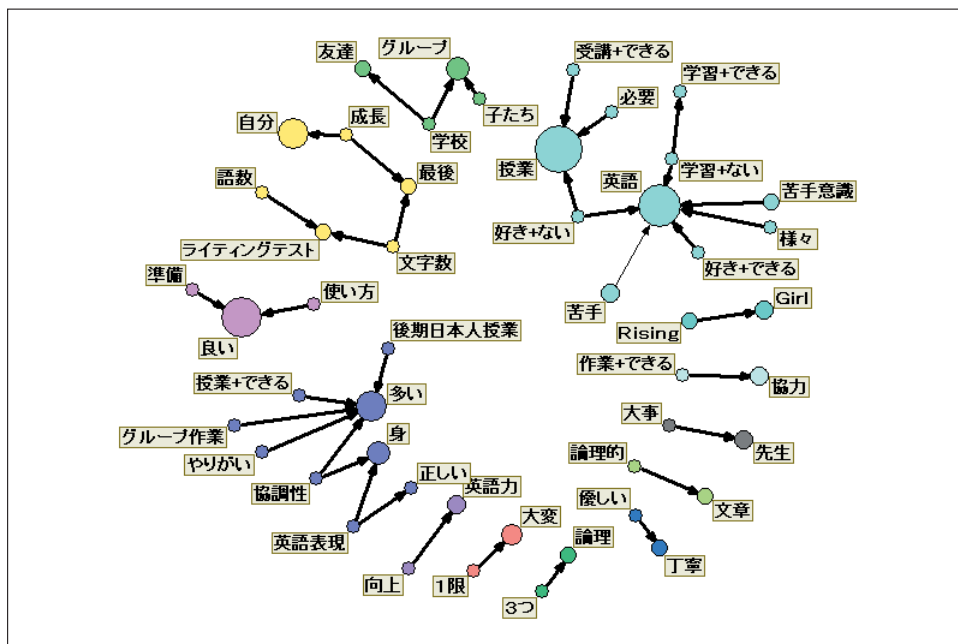 友達
グループ
受講+できる
学習+できる
必要
子たち
自分
成長
学校
授業
学習+ない
語数
最後
英語
苦手意識
好き+ない
様々
ライティングテスト
文字数
好き+できる
準備
使い方
苦手
Girl
Rising
良い
後期日本人授業
作業+できる
協力
授業+できる
多い
大事
グループ作業
身
先生
やりがい
論理的
正しい
協調性
英語力
優しい
文章
英語表現
大変
論理
丁寧
向上
1限
3つ